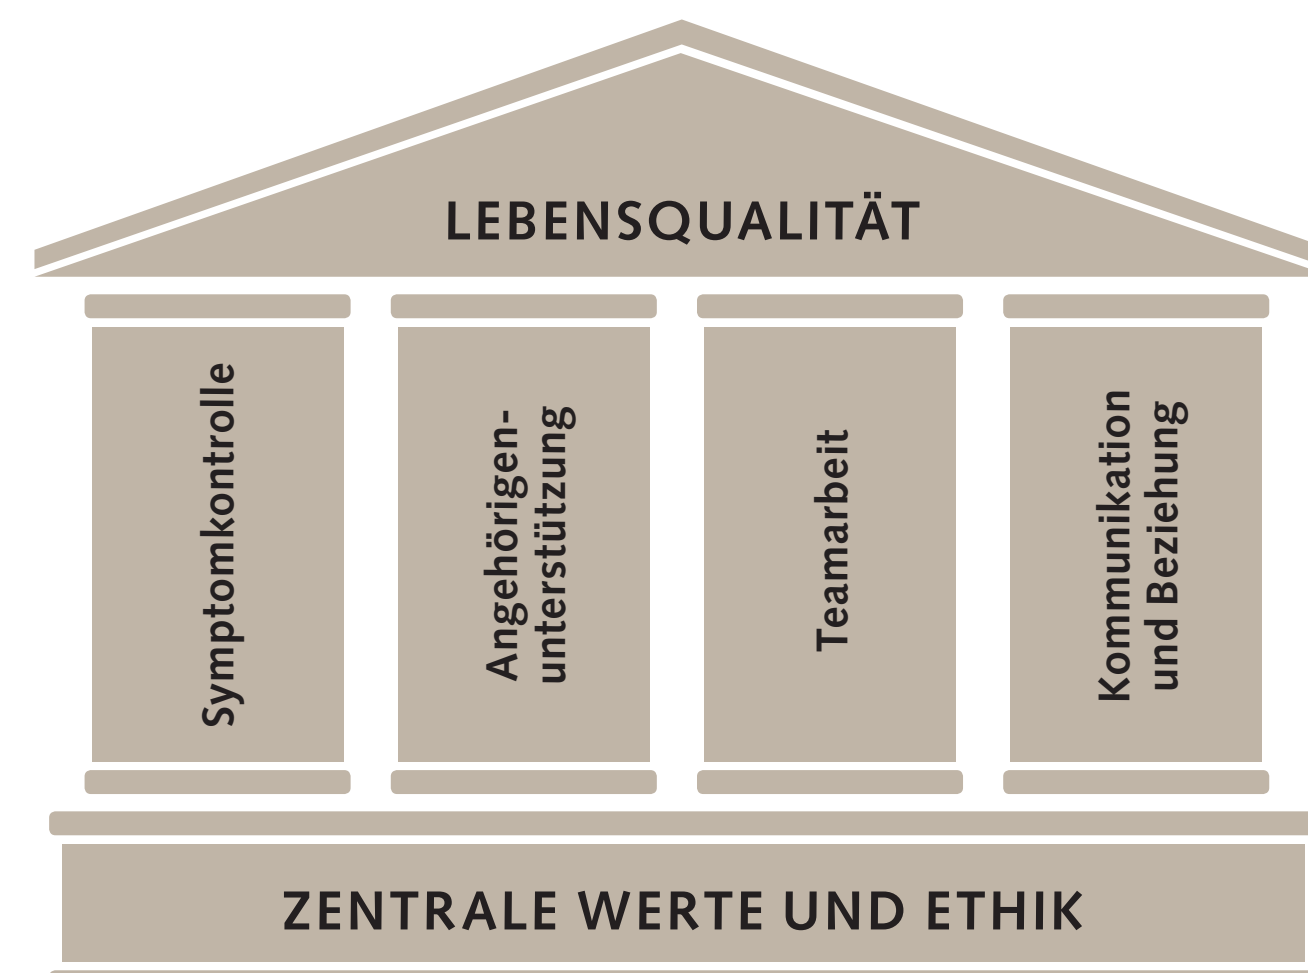 LEBENSQUALITÄT
Symptomkontrolle
Angehörigen-
unterstützung
Teamarbeit
Kommunikation
und Beziehung
ZENTRALE WERTE UND ETHIK